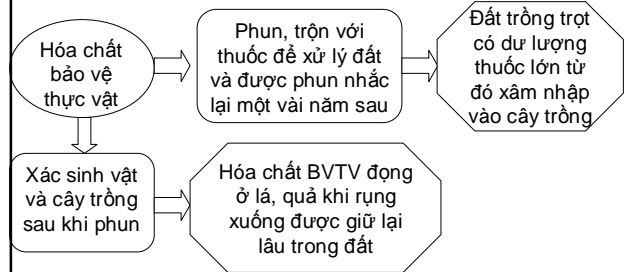 Hóa chất
bảo vệ
thực vật
Phun, trộn với
thuốc để xử lý đất
và được phun nhắc
lại một vài năm sau
Đất trồng trọt
có dư lượng
thuốc lớn từ
đó xâm nhập
vào cây trồng
Xác sinh vật
và cây trồng
sau khi phun
Hóa chất BVTV đọng
ở lá, quả khi rụng
xuống được giữ lại
lâu trong đất